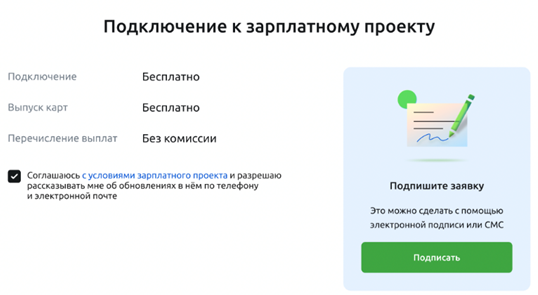 Подключение к зарплатному проекту
Подключение Бесплатно
Выпуск карт Бесплатно
Перечисление выплат Без комиссии
Соглашаюсь с условиями зарплатного проекта и разрешаю
рассказывать мне об обновлениях в нём по телефону
и электронной почте
Подпишите заявку
Это можно сделать с помощью
электронной подписи или СМС
Подписать